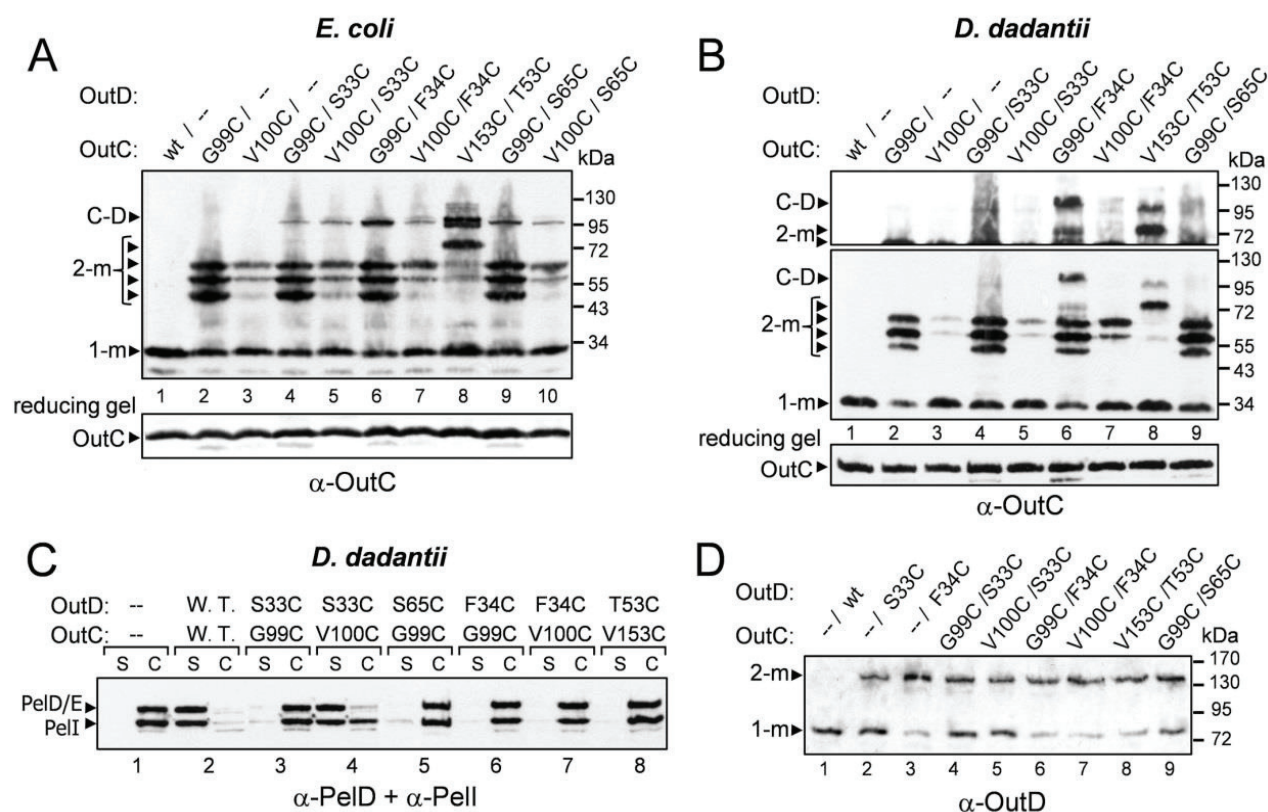 E. coli
A
OutD:
OutC:
wt / --
G99C / --
V100C / --
G99C / S33C
V100C / S33C
G99C / F34C
V100C /F34C
V153C / T53C
G99C / S65C
V100C / S65C
kDa
130
C-D
95
72
2-m
55
43
1-m
34
1 2 3 4 5 6 7 8 9 10
reducing gel
OutC
α-OutC
D. dadantii
B
OutD:
OutC:
wt / --
G99C / --
V100C / --
G99C/S33C
V100C /S33C
G99C/F34C
V100C /F34C
V153C /T53C
G99C/S65C
kDa
130
C-D
95
2-m
72
130
C-D
95
72
2-m
55
43
1-m
34
reducing gel
1 2 3 4 5 6 7 8 9
OutC
α-OutC
C
D. dadantii
OutD: -- W. T. S33C S33C S65C F34C F34C T53C
OutC: -- W. T. G99C V100C G99C G99C V100C V153C
S C S C S C S C S C S C S C S C
PelD/E
PelI
1 2 3 4 5 6 7 8
α-PelD + α-PelI
D
OutD:
OutC:
-- / wt
-- / S33C
-- / F34C
G99C /S33C
V100C /S33C
G99C /F34C
V100C /F34C
V153C /T53C
G99C /S65C
kDa
170
2-m
130
95
1-m
72
1 2 3 4 5 6 7 8 9
α-OutD